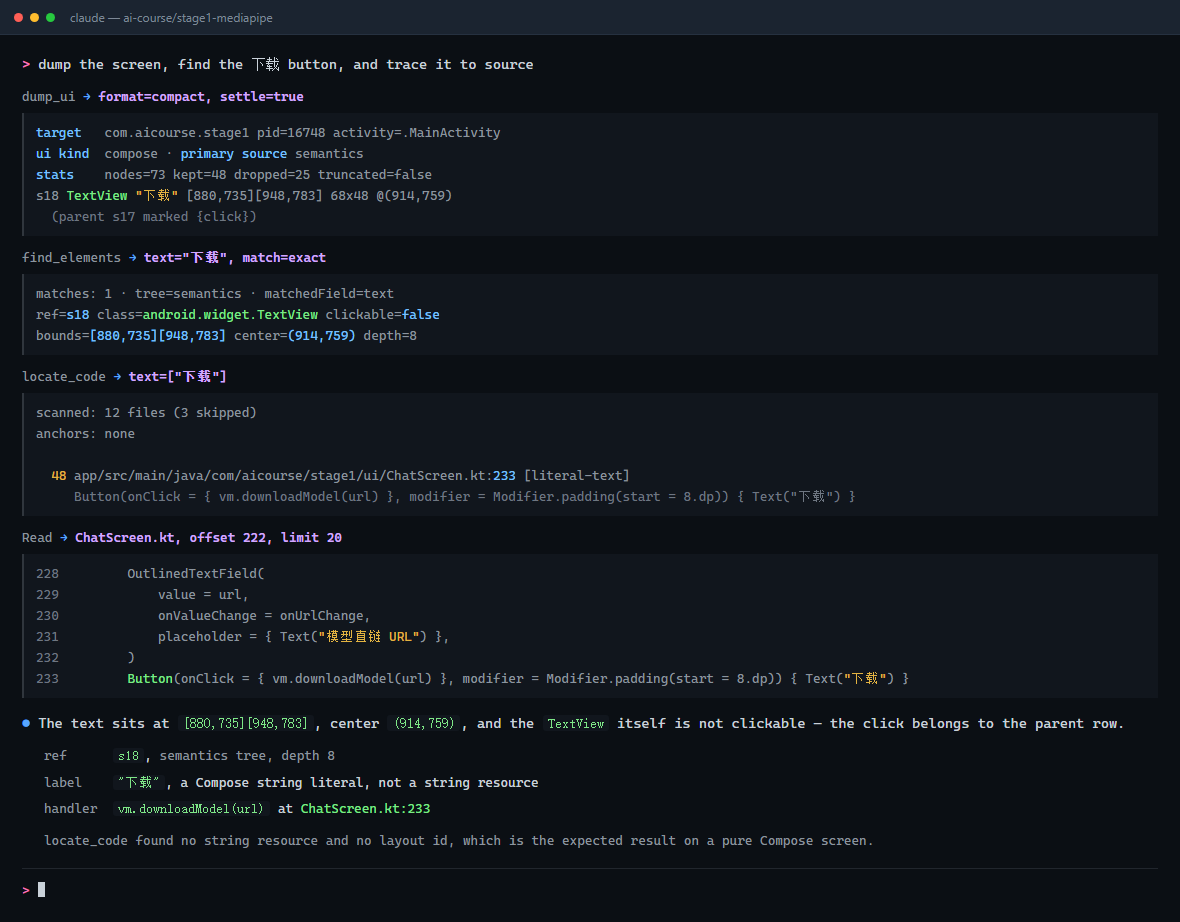 claude — ai-course/stage1-mediapipe
> dump the screen, find the 下载 button, and trace it to source
dump_ui → format=compact, settle=true
target com.aicourse.stage1 pid=16748 activity=.MainActivity
ui kind compose · primary source semantics
stats nodes=73 kept=48 dropped=25 truncated=false
s18 TextView "下载" [880,735][948,783] 68x48 @(914,759)
(parent s17 marked {click})
find_elements → text="下载", match=exact
matches: 1 · tree=semantics · matchedField=text
ref=s18 class=android.widget.TextView clickable=false
bounds=[880,735][948,783] center=(914,759) depth=8
locate_code → text=["下载"]
scanned: 12 files (3 skipped)
anchors: none
48 app/src/main/java/com/aicourse/stage1/ui/ChatScreen.kt:233 [literal-text]
Button(onClick = { vm.downloadModel(url) }, modifier = Modifier.padding(start = 8.dp)) { Text("下载") }
Read → ChatScreen.kt, offset 222, limit 20
228 OutlinedTextField(
229 value = url,
230 onValueChange = onUrlChange,
231 placeholder = { Text("模型直链 URL") },
232 )
233 Button(onClick = { vm.downloadModel(url) }, modifier = Modifier.padding(start = 8.dp)) { Text("下载") }
● The text sits at [880,735][948,783], center (914,759), and the TextView itself is not clickable — the click belongs to the parent row.
ref s18, semantics tree, depth 8
label "下载", a Compose string literal, not a string resource
handler vm.downloadModel(url) at ChatScreen.kt:233
locate_code found no string resource and no layout id, which is the expected result on a pure Compose screen.
>